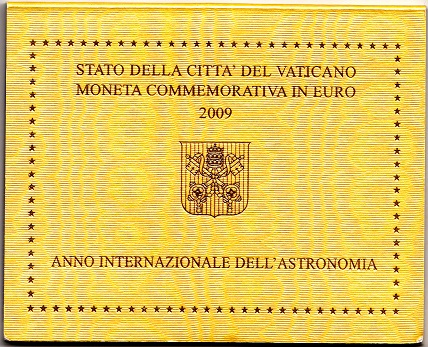 STATO DELLA CITTA' DEL VATICANO
MONETA COMMEMORATIVA IN EURO
2009
ANNO INTERNAZIONALE DELL'ASTRONOMIA